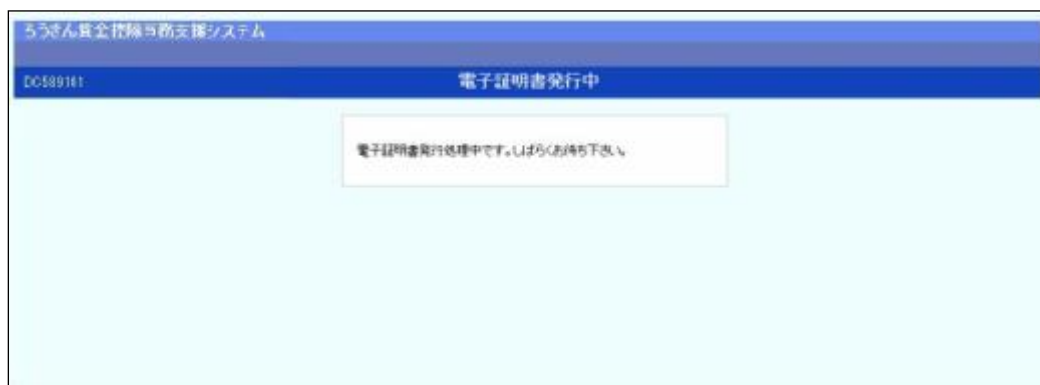 ろうきん賃金控除事務支援システム
DC589161
電子証明書発行中
電子証明書発行処理中です。しばらくお待ち下さい。